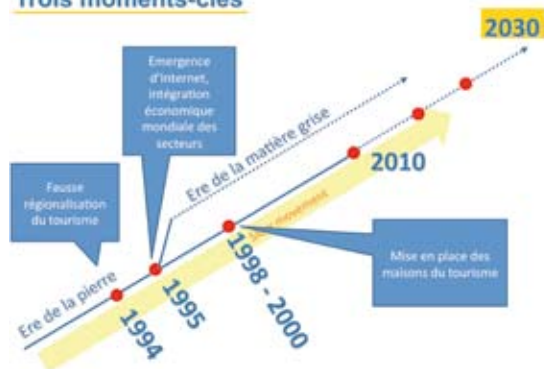 Trois moments-clés
2030
Emergence
d'internet,
intégration
économique
mondiale des
secteurs
Ere de la matière grise
2010
Fausse
régionalisation
du tourisme
movement
Mise en place des
maisons du tourisme
Ere de la pierre
1994
1995
1998 - 2000